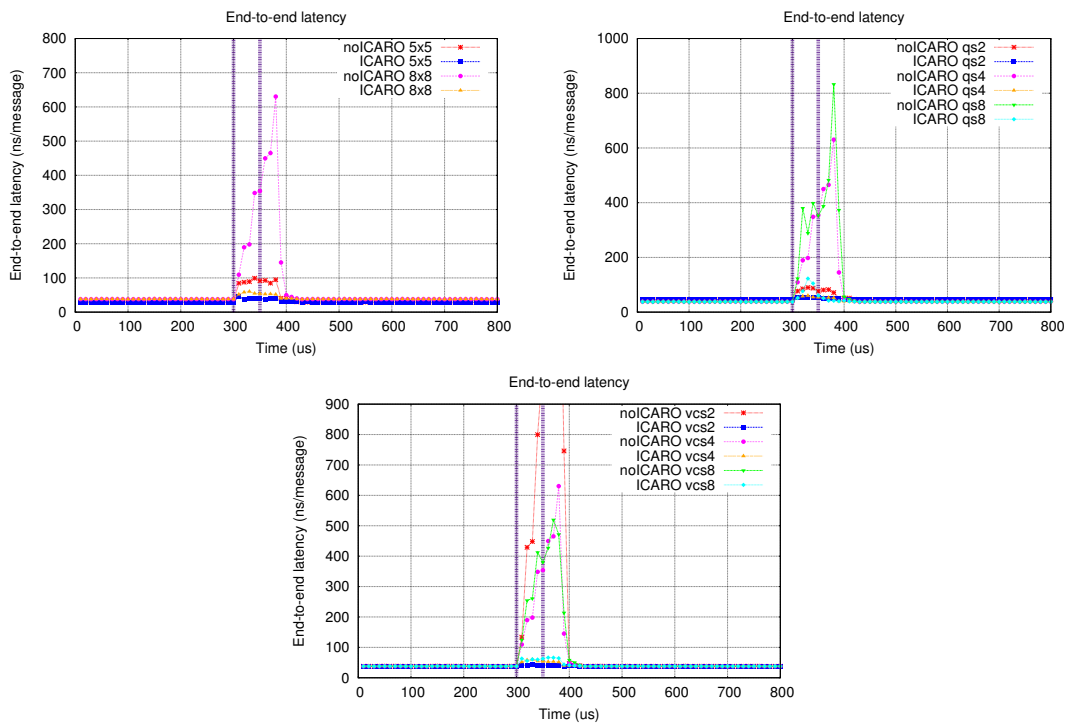 End-to-end latency
End-to-end latency (ns/message)
800
700
600
500
400
300
200
100
0
0 100 200 300 400 500 600 700 800
Time (us)
noICARO 5x5
ICARO 5x5
noICARO 8x8
ICARO 8x8
End-to-end latency
End-to-end latency (ns/message)
1000
800
600
400
200
0
0 100 200 300 400 500 600 700 800
Time (us)
noICARO qs2
ICARO qs2
noICARO qs4
ICARO qs4
noICARO qs8
ICARO qs8
End-to-end latency
End-to-end latency (ns/message)
900
800
700
600
500
400
300
200
100
0
0 100 200 300 400 500 600 700 800
Time (us)
noICARO vcs2
ICARO vcs2
noICARO vcs4
ICARO vcs4
noICARO vcs8
ICARO vcs8